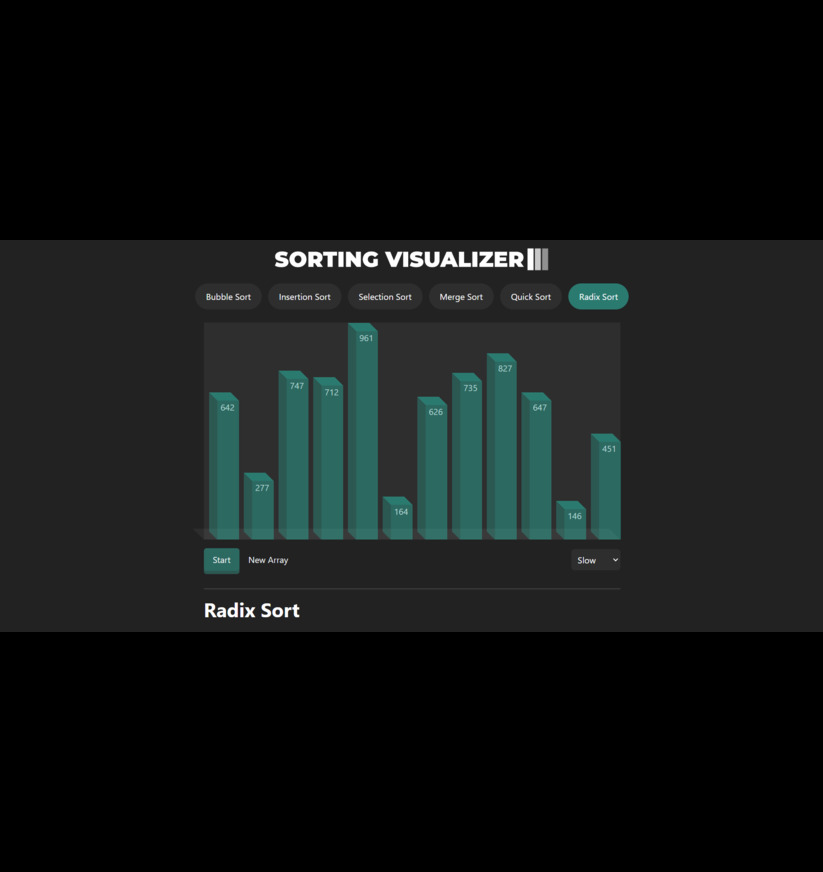 SORTING VISUALIZER
Bubble Sort Insertion Sort Selection Sort Merge Sort Quick Sort Radix Sort
642 277 747 712 961 164 626 735 827 647 146 451
Start New Array Slow
Radix Sort